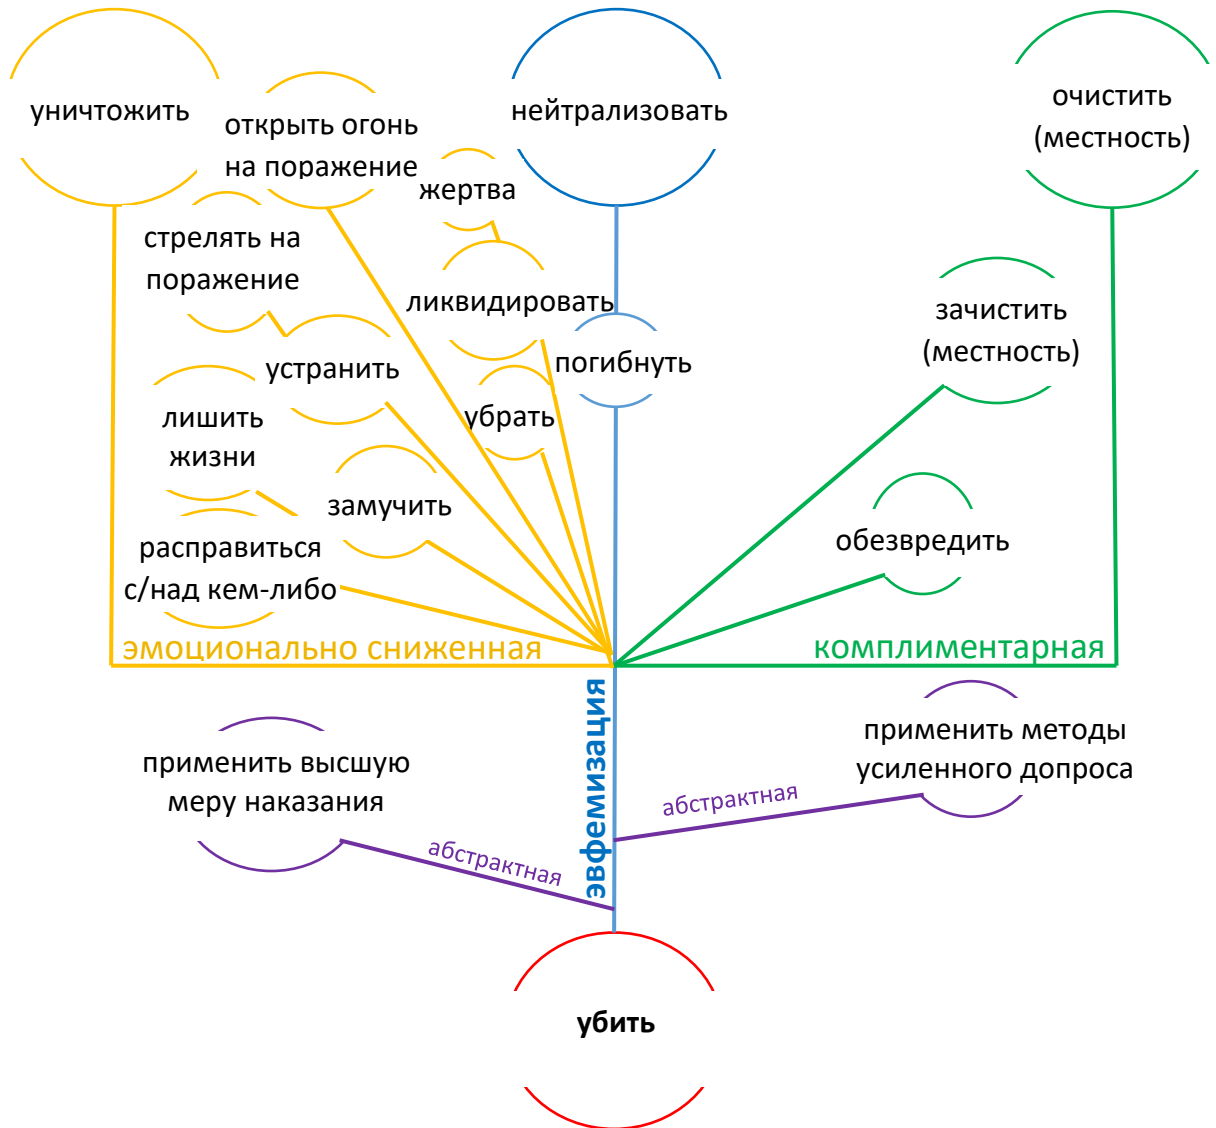 уничтожить
открыть огонь
на поражение
нейтрализовать
очистить
(местность)
жертва
стрелять на
поражение
ликвидировать
зачистить
(местность)
устранить
погибнуть
лишить
жизни
убрать
замучить
расправиться
с/над кем-либо
обезвредить
эмоционально сниженная
комплиментарная
эвфемизация
применить высшую
меру наказания
применить методы
усиленного допроса
абстрактная
абстрактная
убить